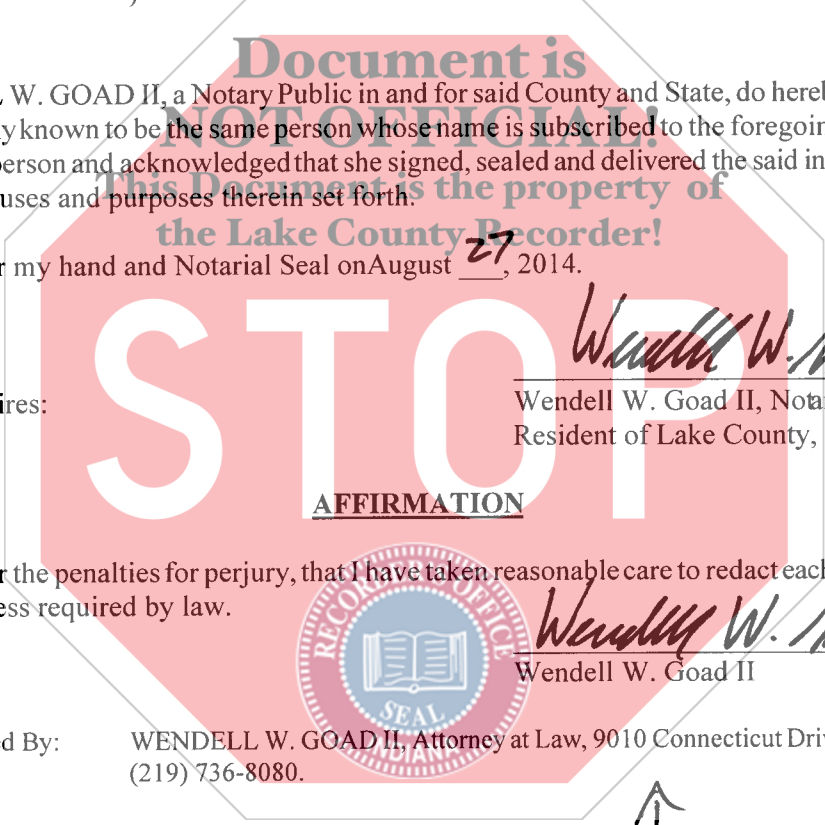 Document is
W. GOAD II, a Notary Public in and for said County and State, do hereb
NOT OFFICIAL!
y known to be the same person whose name is subscribed to the foregoin
person and acknowledged that she signed, sealed and delivered the said in
This Document is the property of
uses and purposes therein set forth.
the Lake County Recorder!
r my hand and Notarial Seal on August 27, 2014.
STOP
Wendell W.
ires:
Wendell W. Goad II, Nota
Resident of Lake County,
AFFIRMATION
r the penalties for perjury, that I have taken reasonable care to redact each
ess required by law.
RECORDER'S OFFICE
SEAL
INDIANA
Wendell W.
Wendell W. Goad II
d By: WENDELL W. GOAD II, Attorney at Law, 9010 Connecticut Driv
(219) 736-8080.